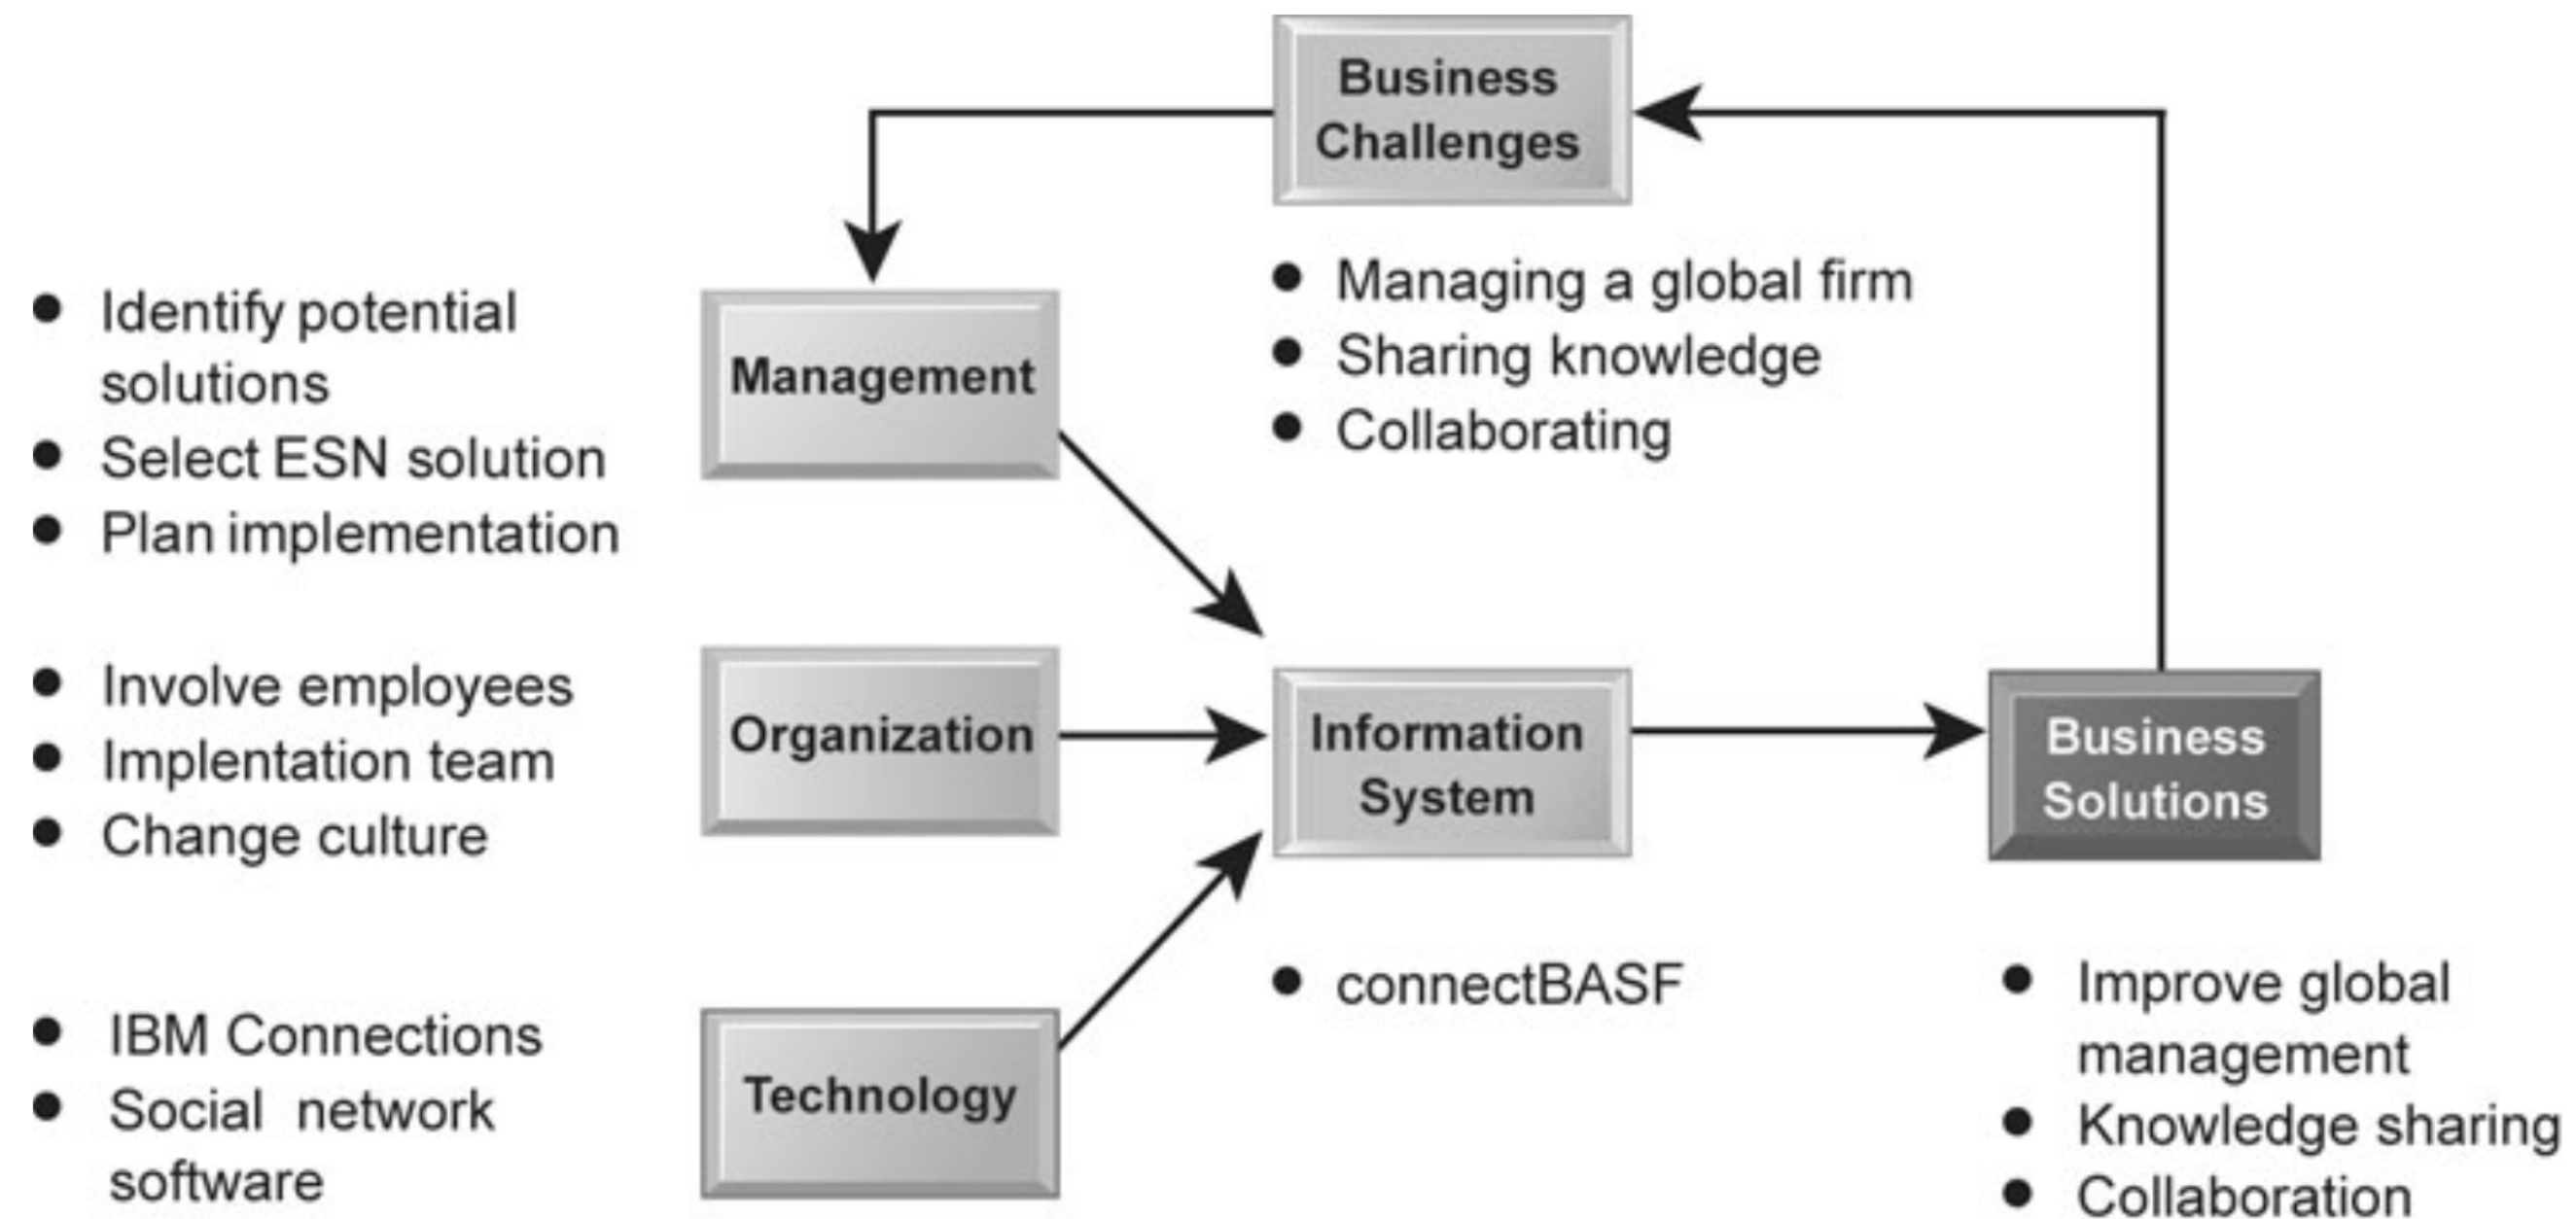 Business
Challenges
Managing a global firm
Sharing knowledge
Collaborating
Management
Identify potential
solutions
Select ESN solution
Plan implementation
Organization
Involve employees
Implentation team
Change culture
Technology
IBM Connections
Social network
software
Information
System
connectBASF
Business
Solutions
Improve global
management
Knowledge sharing
Collaboration